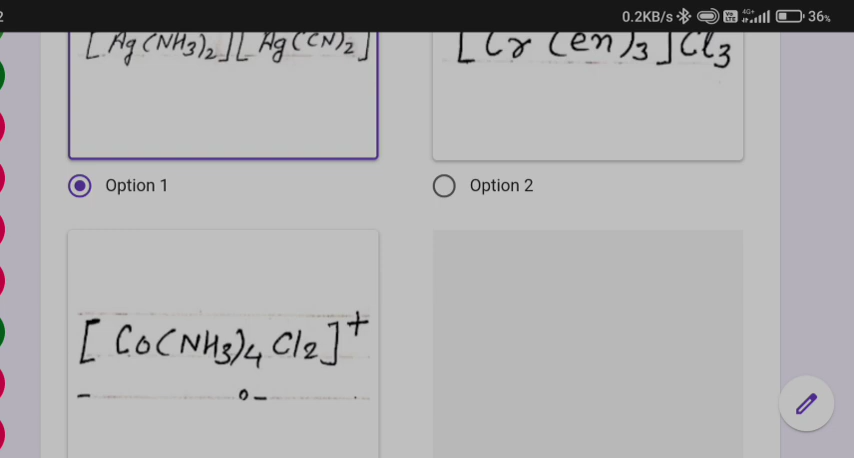 0.2KB/s 4G+ 36%
[Ag(NH3)2][Ag(CN)2]
[Cr(en)3]Cl3
Option 1
Option 2
[Co(NH3)4Cl2]+